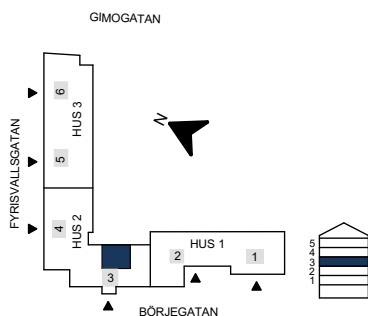 GIMOGATAN
N
FYRISVALLSGATAN
6
HUS 3
5
4
HUS 2
3
HUS 1
2
1
5
4
3
2
1
BÖRJEGATAN